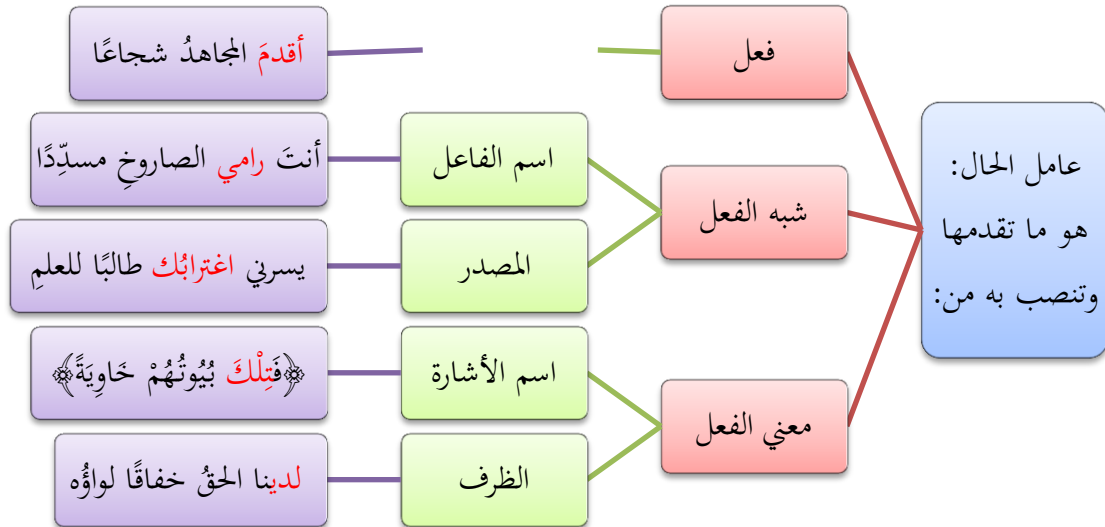 عامل الحال:
هو ما تقدمها
وتنصب به من:
فعل
أقدمَ المجاهدُ شجاعًا
شبه الفعل
اسم الفاعل
أنتَ رامي الصاروخِ مسدِّدًا
المصدر
يسرني اغترابُك طالبًا للعلمِ
معني الفعل
اسم الأشارة
﴿فَتِلْكَ بُيُوتُهُمْ خَاوِيَةً﴾
الظرف
لدينا الحقُ خفاقًا لواؤُه